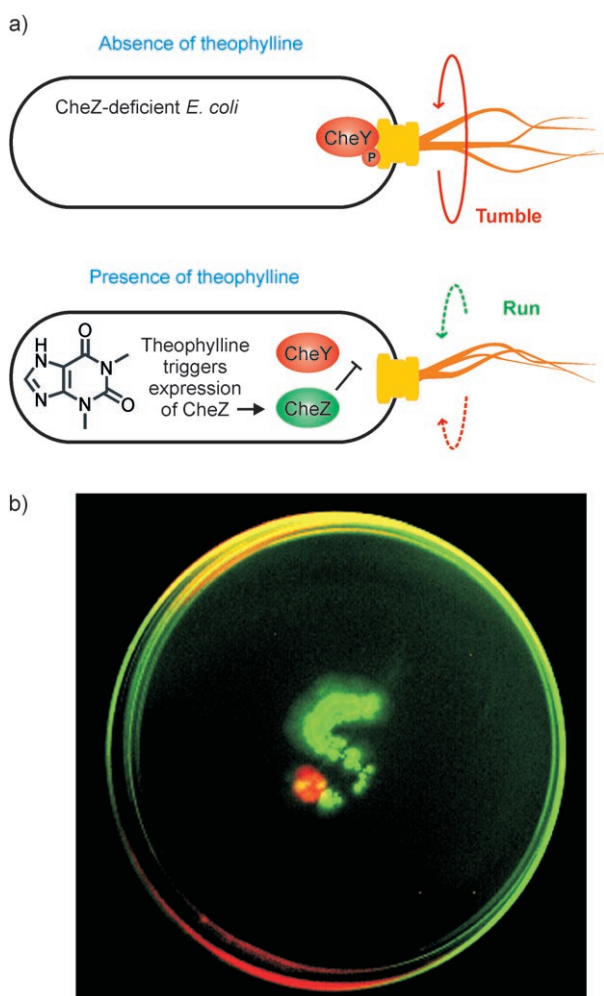 a)
Absence of theophylline
CheZ-deficient E. coli
CheY
P
Tumble
Presence of theophylline
Run
HN
N
N
N
O
O
Theophylline
triggers
expression
of CheZ
CheY
CheZ
b)